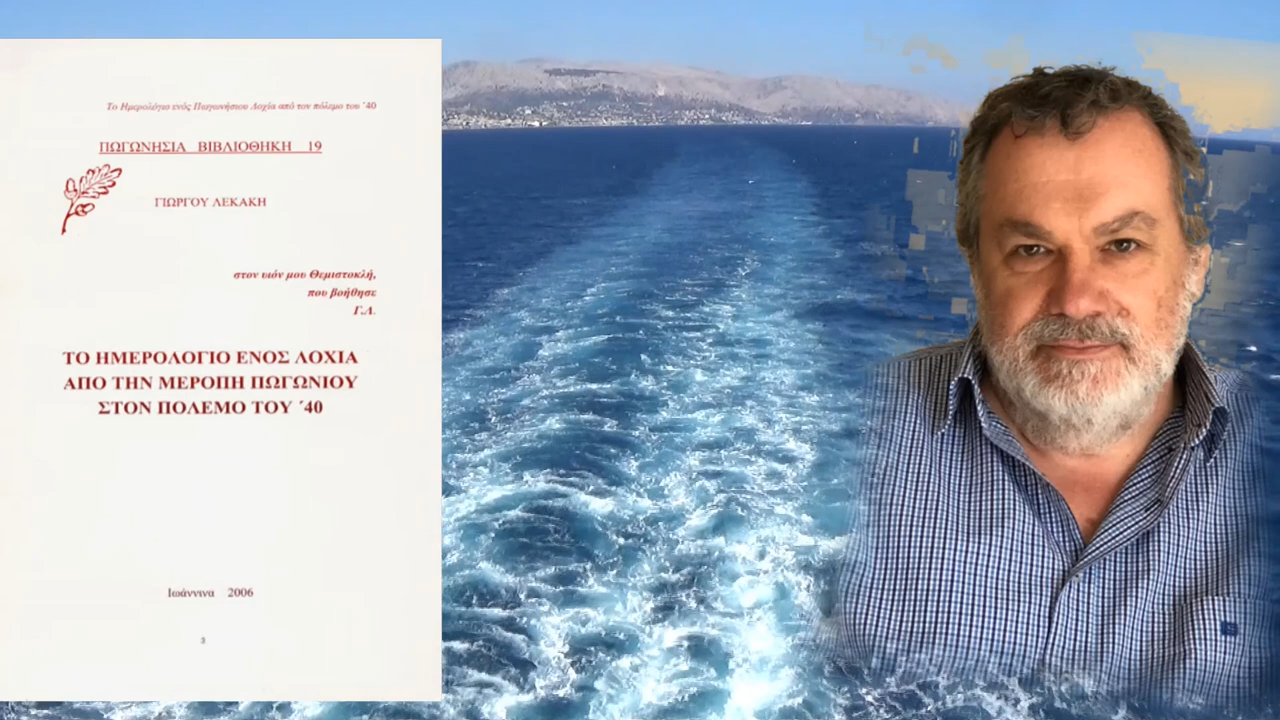 Το Ημερολόγιο ενός Πωγωνήσιου Λοχία από τον πόλεμο του ΄40
ΠΩΓΩΝΗΣΙΑ ΒΙΒΛΙΟΘΗΚΗ 19
ΓΙΩΡΓΟΥ ΛΕΚΑΚΗ
στον υιόν μου Θεμιστοκλή,
που βοήθησε
Γ.Λ.
ΤΟ ΗΜΕΡΟΛΟΓΙΟ ΕΝΟΣ ΛΟΧΙΑ
ΑΠΟ ΤΗΝ ΜΕΡΟΠΗ ΠΩΓΩΝΙΟΥ
ΣΤΟΝ ΠΟΛΕΜΟ ΤΟΥ ΄40
Ιωάννινα 2006
3